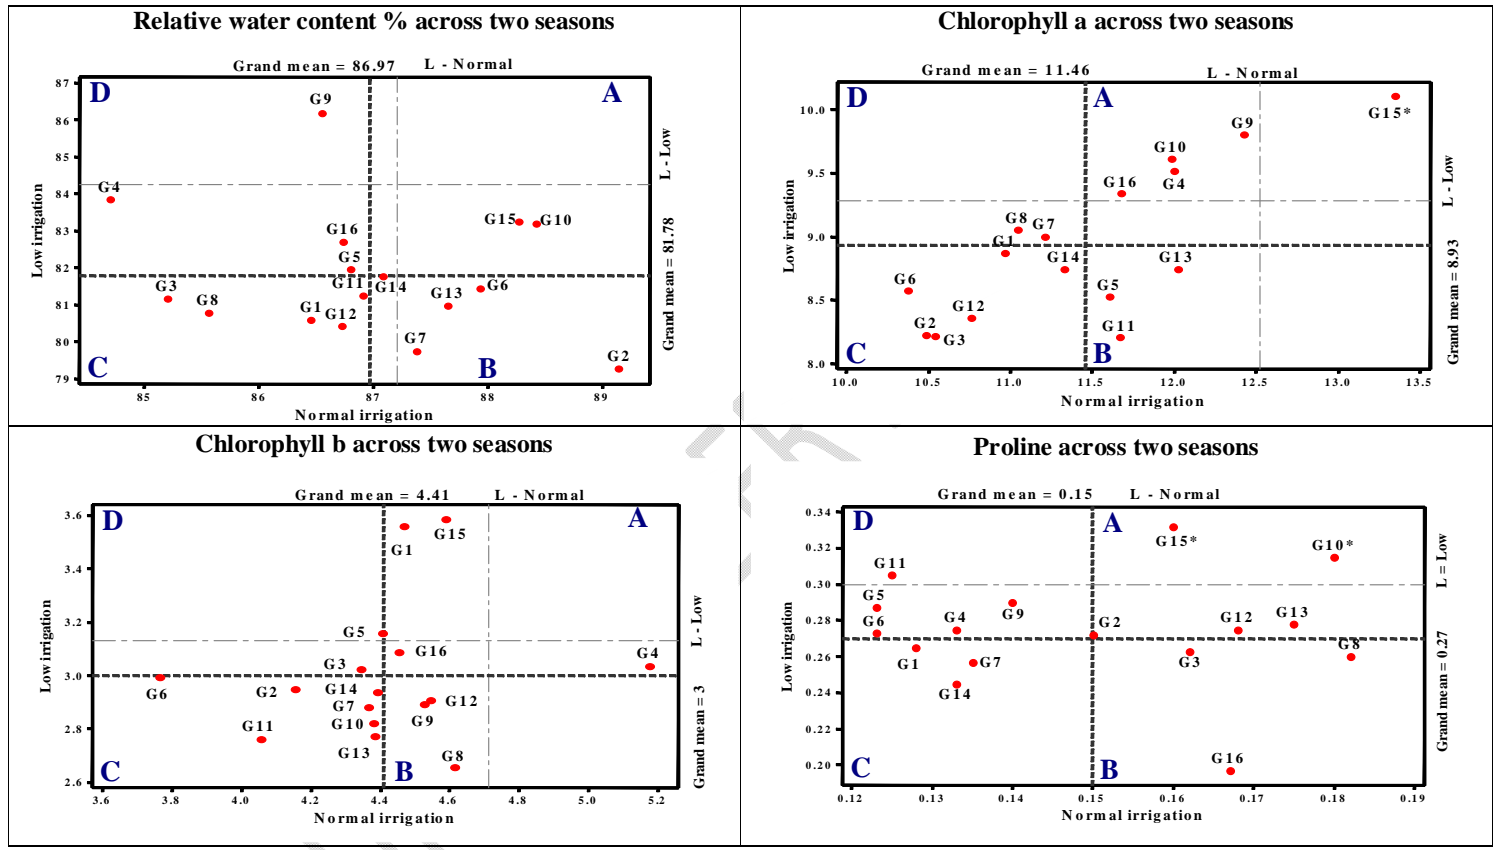 Relative water content % across two seasons
Grand mean = 86.97 L - Normal
D
A
C
B
G9
G4
G15
G10
G16
G5
G11
G14
G3
G8
G1
G12
G13
G6
G7
G2
87
86
85
84
83
82
81
80
79
85
86
87
88
89
Low irrigation
Normal irrigation
L - Low
Grand mean = 81.78
Chlorophyll a across two seasons
Grand mean = 11.46 L - Normal
D
A
C
B
G15*
G9
G10
G4
G16
G8
G7
G1
G14
G13
G6
G5
G12
G2
G3
G11
10.0
9.5
9.0
8.5
8.0
10.0
10.5
11.0
11.5
12.0
12.5
13.0
13.5
Low irrigation
Normal irrigation
L - Low
Grand mean = 8.93
Chlorophyll b across two seasons
Grand mean = 4.41 L - Normal
D
A
C
B
G15
G1
G5
G16
G3
G4
G6
G2
G14
G7
G12
G9
G11
G10
G13
G8
3.6
3.4
3.2
3.0
2.8
2.6
3.6
3.8
4.0
4.2
4.4
4.6
4.8
5.0
5.2
Low irrigation
Normal irrigation
L - Low
Grand mean = 3
Proline across two seasons
Grand mean = 0.15 L - Normal
D
A
C
B
G15*
G10*
G11
G5
G9
G6
G4
G2
G12
G13
G1
G7
G3
G8
G14
G16
0.34
0.32
0.30
0.28
0.26
0.24
0.22
0.20
0.12
0.13
0.14
0.15
0.16
0.17
0.18
0.19
Low irrigation
Normal irrigation
L = Low
Grand mean = 0.27